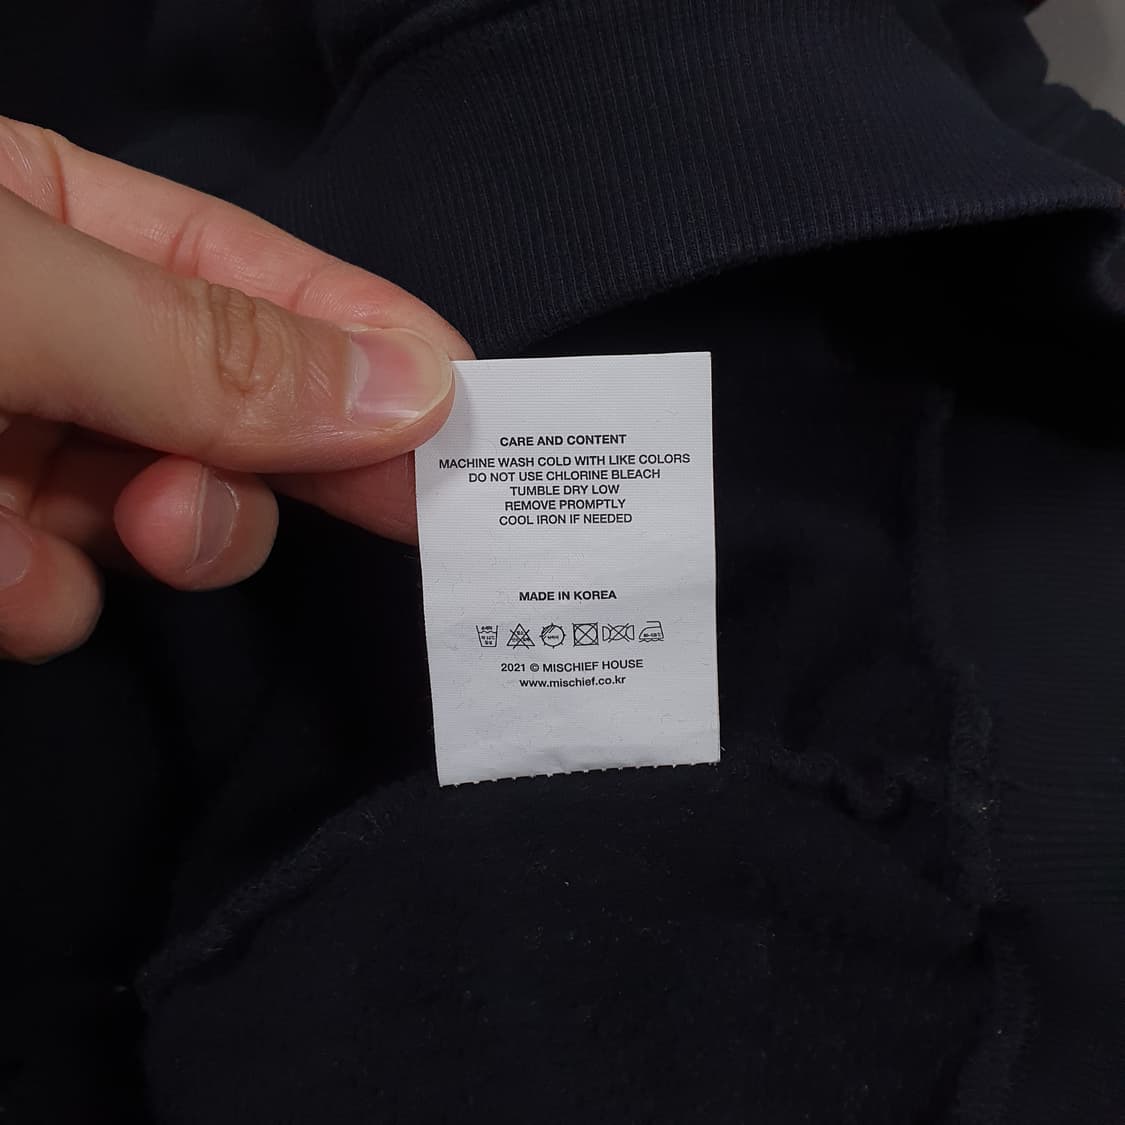 CARE AND CONTENT
MACHINE WASH COLD WITH LIKE COLORS
DO NOT USE CHLORINE BLEACH
TUMBLE DRY LOW
REMOVE PROMPTLY
COOL IRON IF NEEDED
MADE IN KOREA
2021 © MISCHIEF HOUSE
www.mischief.co.kr